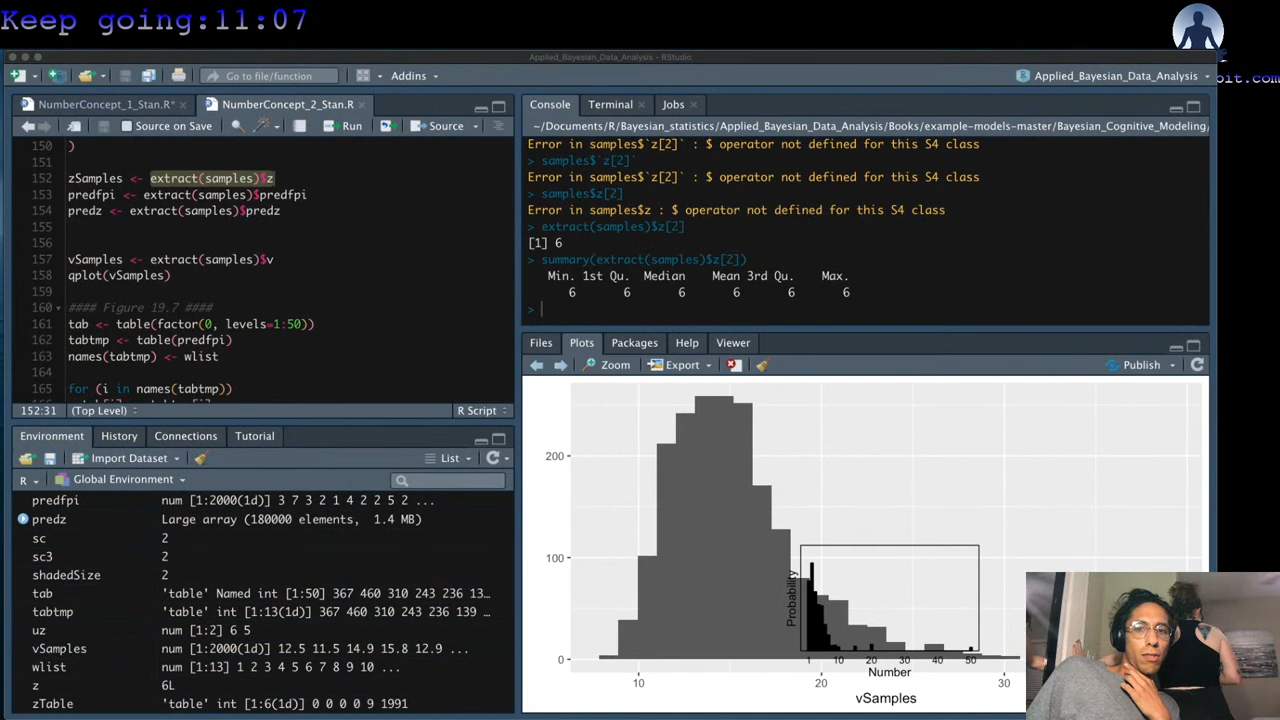 Keep going:11:07
bit.com
Applied_Bayesian_Data_Analysis - RStudio
Go to file/function
Addins
Applied_Bayesian_Data_Analysis
NumberConcept_1_Stan.R*
NumberConcept_2_Stan.R
Source on Save
Run
Source
150 )
151
152 zSamples <- extract(samples)$z
153 predfpi <- extract(samples)$predfpi
154 predz <- extract(samples)$predz
155
156
157 vSamples <- extract(samples)$v
158 qplot(vSamples)
159
160 #### Figure 19.7 ####
161 tab <- table(factor(0, levels=1:50))
162 tabtmp <- table(predfpi)
163 names(tabtmp) <- wlist
164
165 for (i in names(tabtmp))
152:31 (Top Level) R Script
Console Terminal Jobs
~/Documents/R/Bayesian_statistics/Applied_Bayesian_Data_Analysis/Books/example-models-master/Bayesian_Cognitive_Modeling/
Error in samples$`z[2]` : $ operator not defined for this S4 class
> samples$`z[2]`
Error in samples$`z[2]` : $ operator not defined for this S4 class
> samples$z[2]
Error in samples$z : $ operator not defined for this S4 class
> extract(samples)$z[2]
[1] 6
> summary(extract(samples)$z[2])
Min. 1st Qu. Median Mean 3rd Qu. Max.
6 6 6 6 6 6
>
Environment History Connections Tutorial
Import Dataset List
R Global Environment
predfpi num [1:2000(1d)] 3 7 3 2 1 4 2 2 5 2 ...
predz Large array (180000 elements, 1.4 MB)
sc 2
sc3 2
shadedSize 2
tab 'table' Named int [1:50] 367 460 310 243 236 13...
tabtmp 'table' int [1:13(1d)] 367 460 310 243 236 139 ...
uz num [1:2] 6 5
vSamples num [1:2000(1d)] 12.5 11.5 14.9 15.8 12.9 ...
wlist num [1:13] 1 2 3 4 5 6 7 8 9 10 ...
z 6L
zTable 'table' int [1:6(1d)] 0 0 0 0 9 1991
Files Plots Packages Help Viewer
Zoom Export Publish
200
100
0
10 20 30
vSamples
Probability
1 10 20 30 40 50
Number